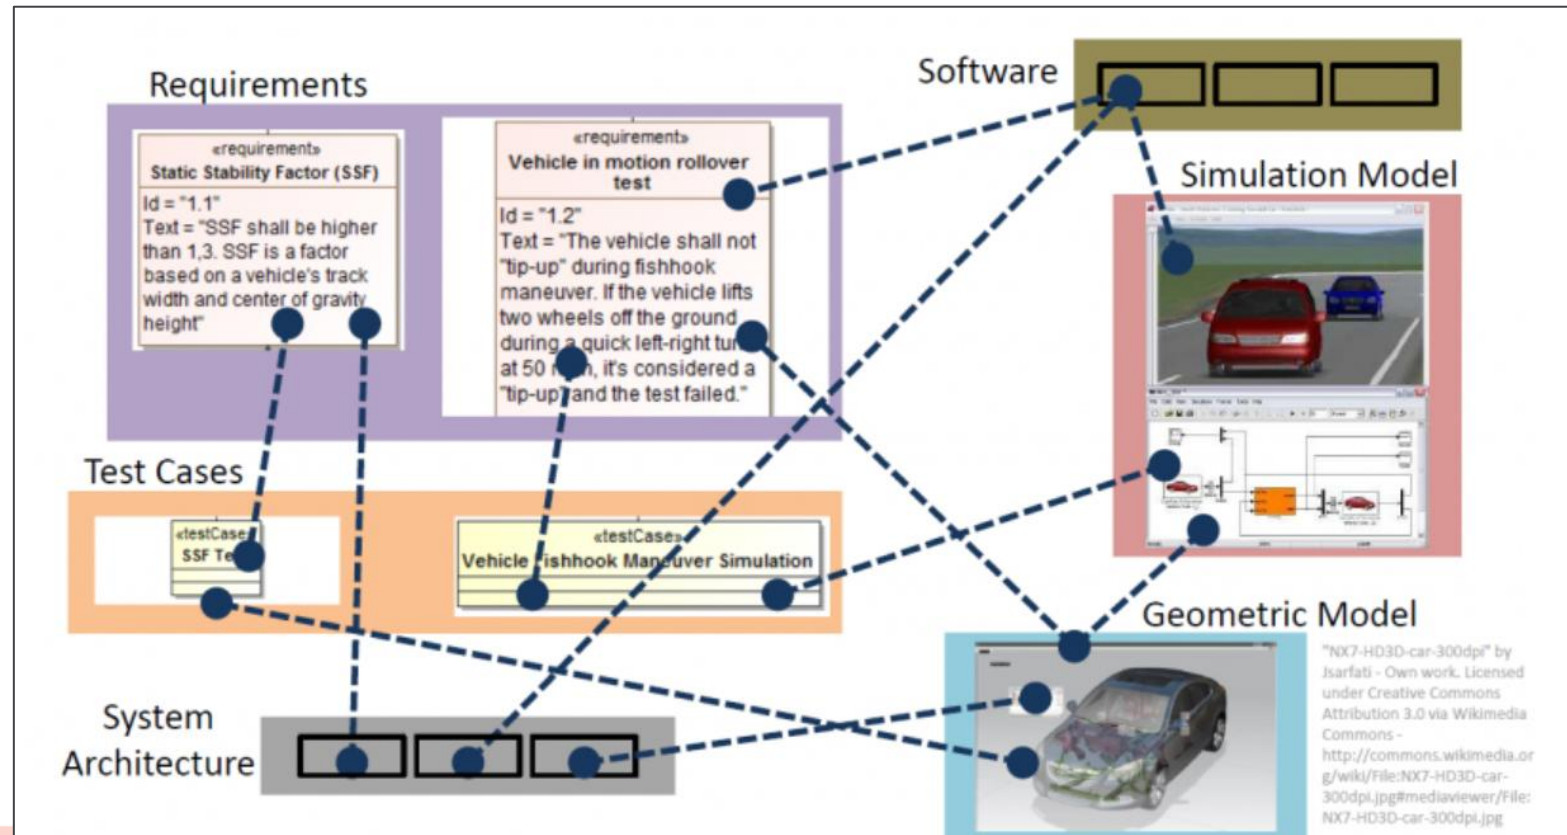 Requirements
«requirement»
Static Stability Factor (SSF)
Id = "1.1"
Text = "SSF shall be higher
than 1,3. SSF is a factor
based on a vehicle's track
width and center of gravity
height"
«requirement»
Vehicle in motion rollover
test
Id = "1.2"
Text = "The vehicle shall not
"tip-up" during fishhook
maneuver. If the vehicle lifts
two wheels off the ground
during a quick left-right
at 50 it's considered a
"tip-up" and the test failed."
Software
Simulation Model
Test Cases
«testCase
SSF
«testCase»
Vehicle Fishhook Maneuver Simulation
Geometric Model
"NX7-HD3D-car-300dpi" by
Jsarfati - Own work. Licensed
under Creative Commons
Attribution 3.0 via Wikimedia
Commons -
http://commons.wikimedia.or
g/wiki/File:NX7-HD3D-car-
300dpi.jpg#mediaviewer/File:
NX7-HD3D-car-300dpi.jpg
System
Architecture